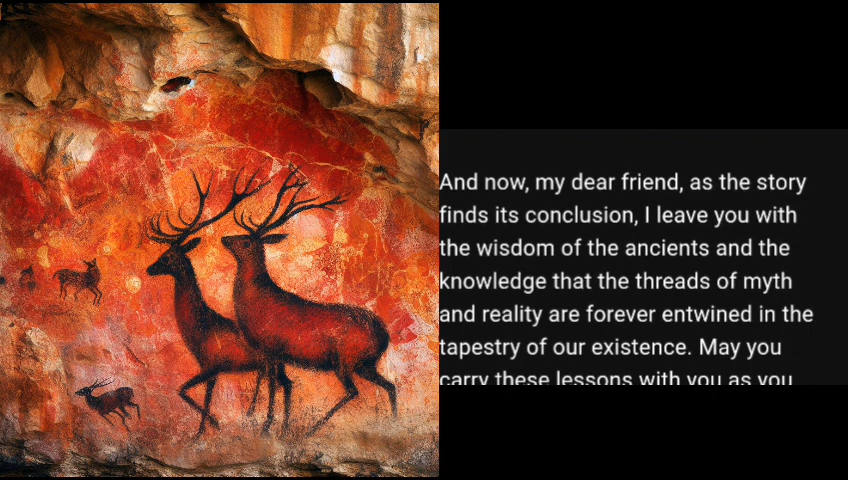 And now, my dear friend, as the story
finds its conclusion, I leave you with
the wisdom of the ancients and the
knowledge that the threads of myth
and reality are forever entwined in the
tapestry of our existence. May you
carry these lessons with you as you